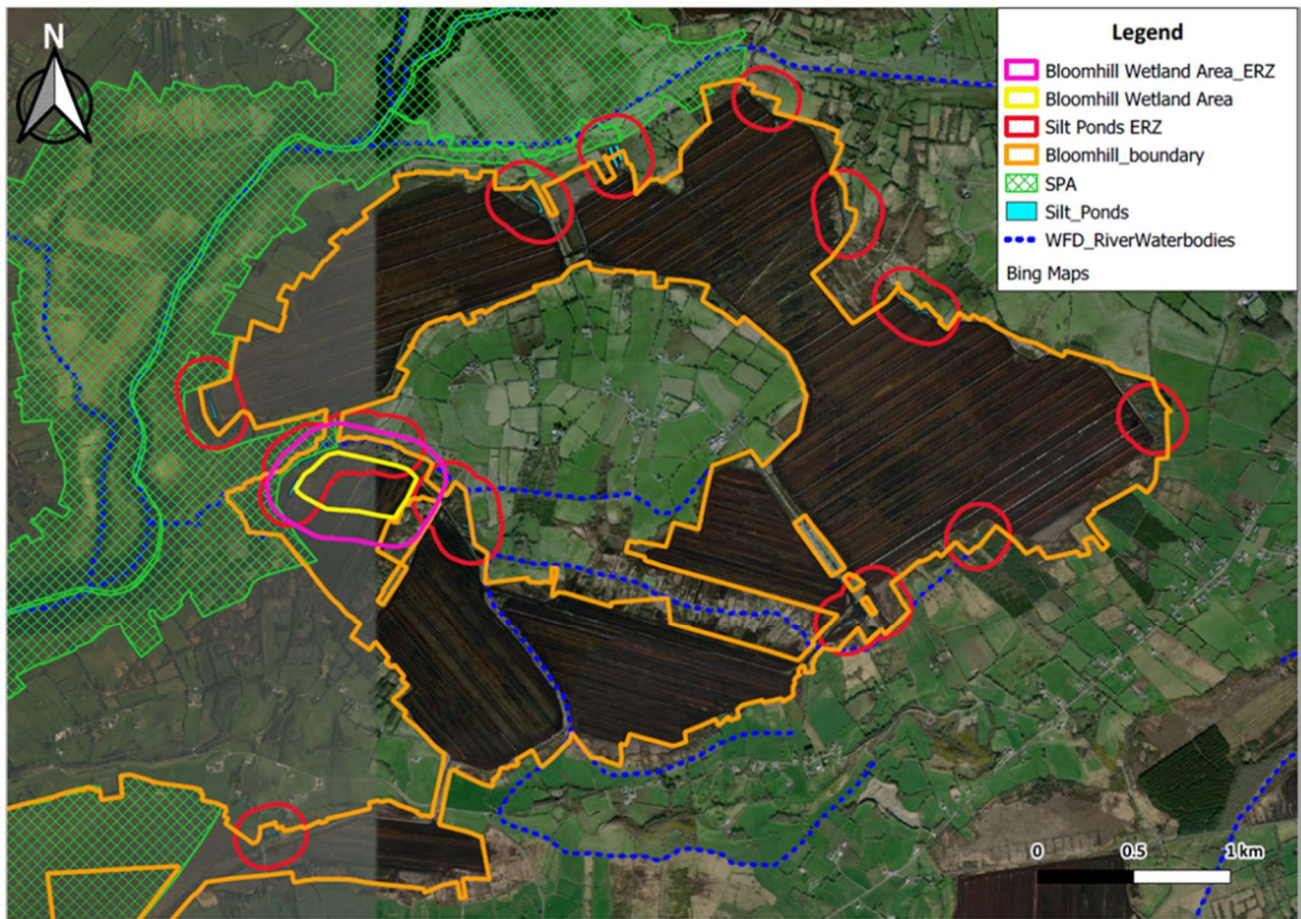 N
Legend
Bloomhill Wetland Area_ERZ
Bloomhill Wetland Area
Silt Ponds ERZ
Bloomhill_boundary
SPA
Silt_Ponds
WFD_RiverWaterbodies
Bing Maps
0 0.5 1 km